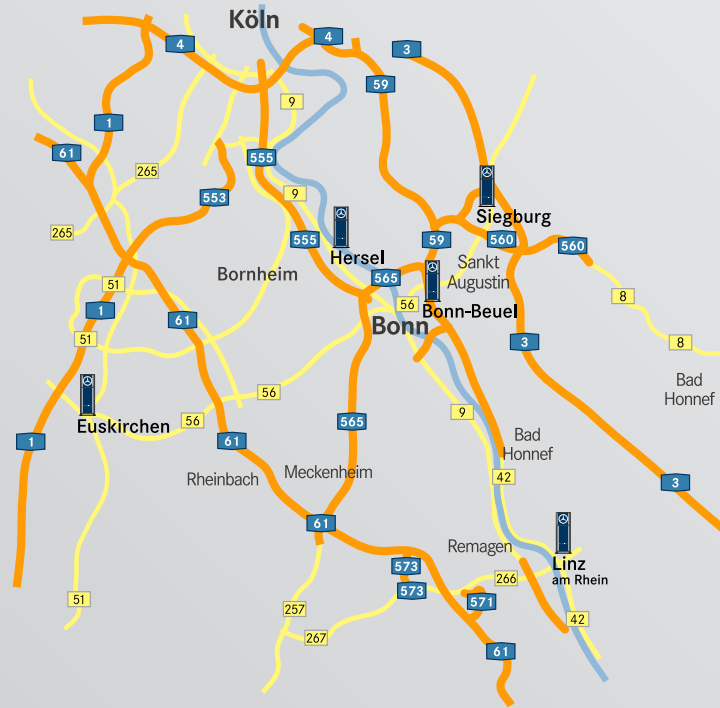 Köln
4
4
3
59
9
1
61
555
265
553
9
Siegburg
265
555
59
560
560
Hersel
Sankt
Augustin
Bornheim
565
51
8
56
Bonn-Beuel
1
61
Bonn
51
3
8
Bad
Honnef
56
56
9
565
Euskirchen
1
61
Bad
Honnef
Rheinbach
Meckenheim
42
3
61
Remagen
Linz
am Rhein
573
266
573
51
257
571
42
267
61